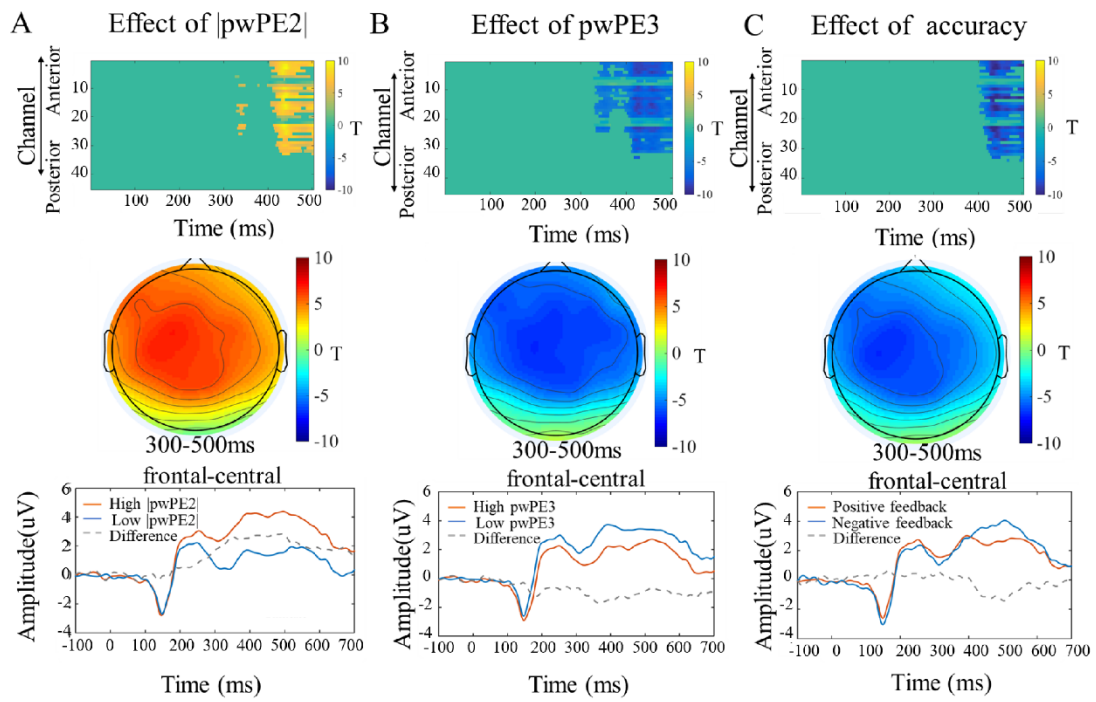 A Effect of |pwPE2|
Channel
Anterior
Posterior
10
20
30
40
100 200 300 400 500
Time (ms)
10
5
0
-5
-10
T
10
5
0
-5
-10
T
300-500ms
frontal-central
Amplitude(uV)
6
4
2
0
-2
-4
High |pwPE2|
Low |pwPE2|
Difference
-100 0 100 200 300 400 500 600 700
Time (ms)
B Effect of pwPE3
Channel
Anterior
Posterior
10
20
30
40
100 200 300 400 500
Time (ms)
10
5
0
-5
-10
T
10
5
0
-5
-10
T
300-500ms
frontal-central
Amplitude(uV)
6
4
2
0
-2
-4
High pwPE3
Low pwPE3
Difference
-100 0 100 200 300 400 500 600 700
Time (ms)
C Effect of accuracy
Channel
Anterior
Posterior
10
20
30
40
100 200 300 400 500
Time (ms)
10
5
0
-5
-10
T
10
5
0
-5
-10
T
300-500ms
frontal-central
Amplitude(uV)
6
4
2
0
-2
-4
Positive feedback
Negative feedback
Difference
-100 0 100 200 300 400 500 600 700
Time (ms)